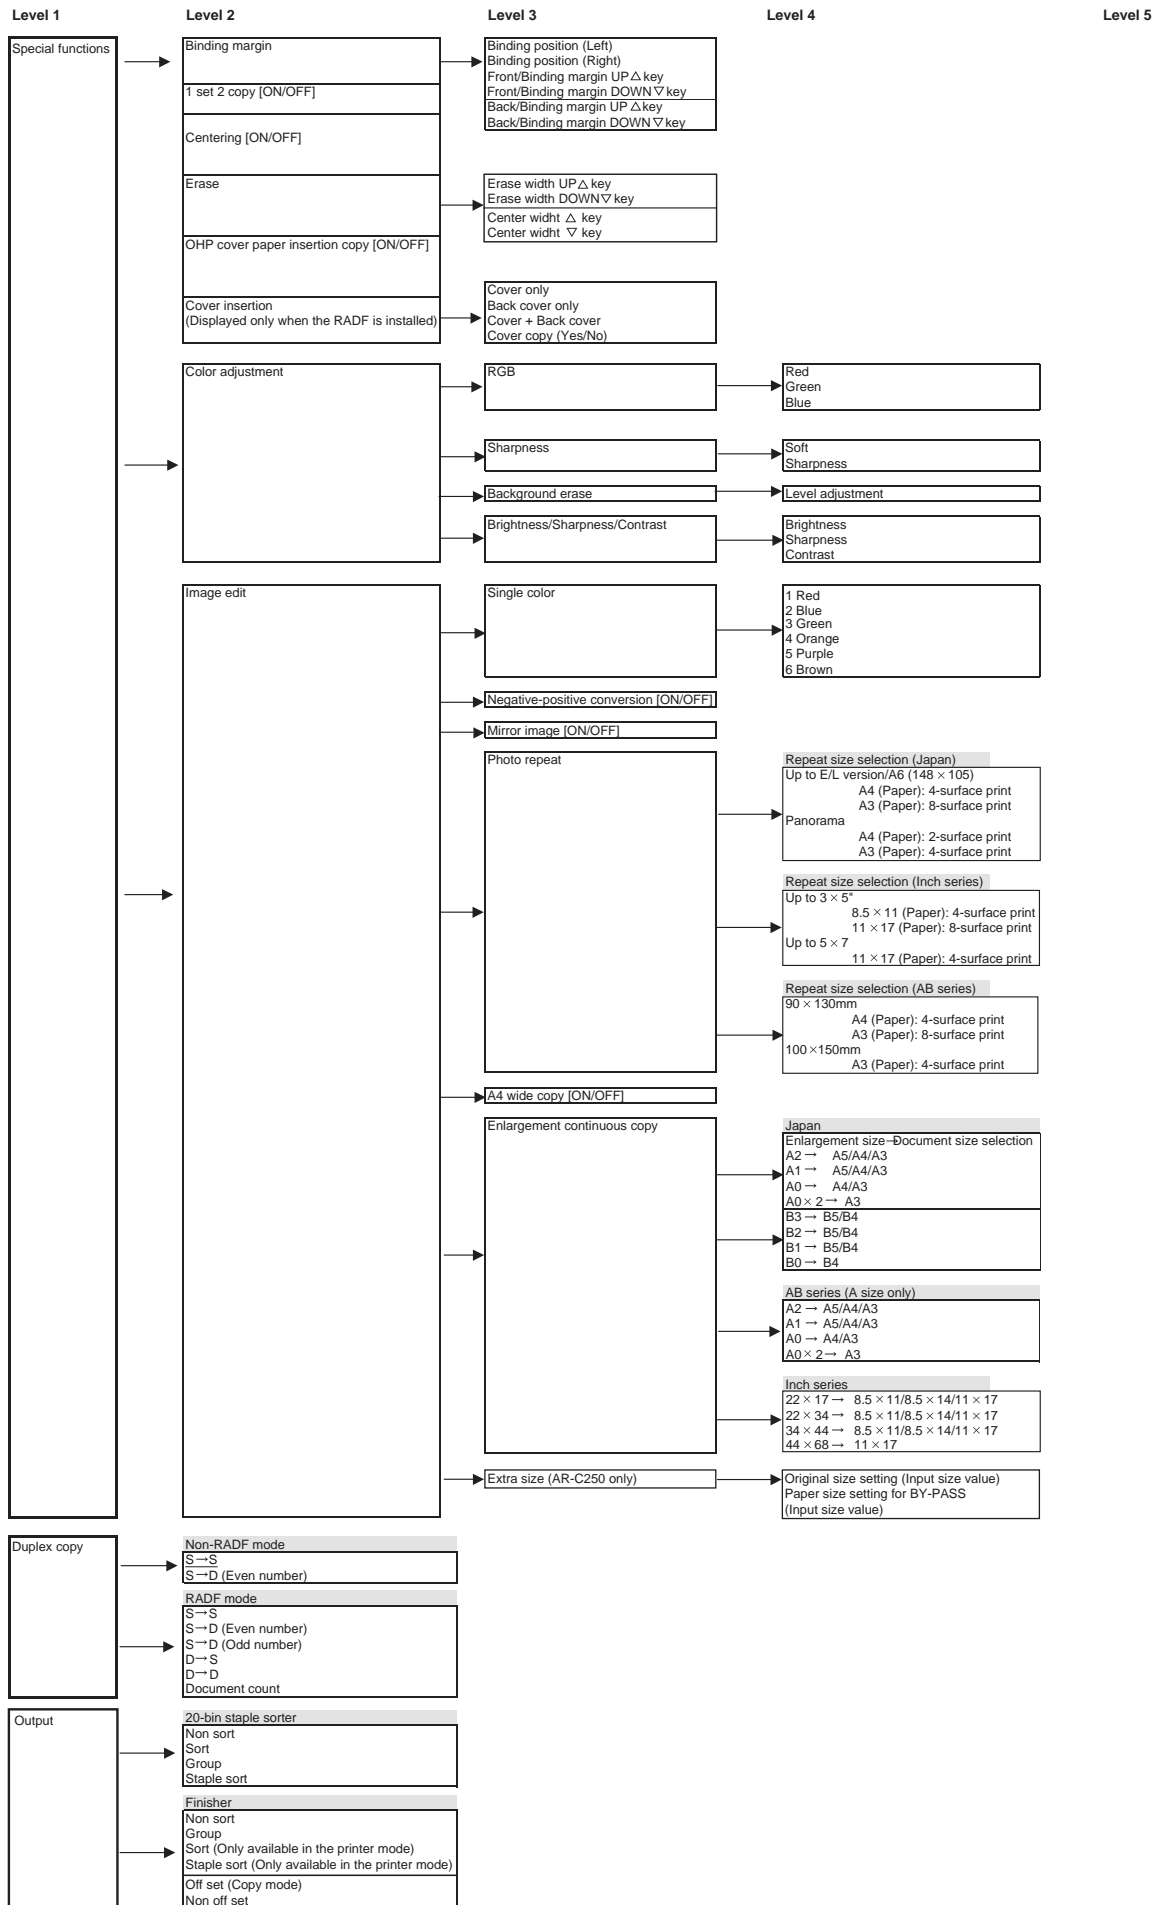 Level 1
Level 2
Level 3
Level 4
Level 5
Special functions
Binding margin
Binding position (Left)
Binding position (Right)
Front/Binding margin UP△key
Front/Binding margin DOWN▽key
Back/Binding margin UP △key
Back/Binding margin DOWN▽key
1 set 2 copy [ON/OFF]
Centering [ON/OFF]
Erase
Erase width UP△ key
Erase width DOWN▽ key
Center widht △ key
Center widht ▽ key
OHP cover paper insertion copy [ON/OFF]
Cover insertion
(Displayed only when the RADF is installed)
Cover only
Back cover only
Cover + Back cover
Cover copy (Yes/No)
Color adjustment
RGB
Red
Green
Blue
Sharpness
Soft
Sharpness
Background erase
Level adjustment
Brightness/Sharpness/Contrast
Brightness
Sharpness
Contrast
Image edit
Single color
1 Red
2 Blue
3 Green
4 Orange
5 Purple
6 Brown
Negative-positive conversion [ON/OFF]
Mirror image [ON/OFF]
Photo repeat
Repeat size selection (Japan)
Up to E/L version/A6 (148 × 105)
A4 (Paper): 4-surface print
A3 (Paper): 8-surface print
Panorama
A4 (Paper): 2-surface print
A3 (Paper): 4-surface print
Repeat size selection (Inch series)
Up to 3 × 5"
8.5 × 11 (Paper): 4-surface print
11 × 17 (Paper): 8-surface print
Up to 5 × 7
11 × 17 (Paper): 4-surface print
Repeat size selection (AB series)
90 × 130mm
A4 (Paper): 4-surface print
A3 (Paper): 8-surface print
100 ×150mm
A3 (Paper): 4-surface print
A4 wide copy [ON/OFF]
Enlargement continuous copy
Japan
Enlargement size→Document size selection
A2 → A5/A4/A3
A1 → A5/A4/A3
A0 → A4/A3
A0 × 2 → A3
B3 → B5/B4
B2 → B5/B4
B1 → B5/B4
B0 → B4
AB series (A size only)
A2 → A5/A4/A3
A1 → A5/A4/A3
A0 → A4/A3
A0 × 2 → A3
Inch series
22 × 17 → 8.5 × 11/8.5 × 14/11 × 17
22 × 34 → 8.5 × 11/8.5 × 14/11 × 17
34 × 44 → 8.5 × 11/8.5 × 14/11 × 17
44 × 68 → 11 × 17
Extra size (AR-C250 only)
Original size setting (Input size value)
Paper size setting for BY-PASS
(Input size value)
Duplex copy
Non-RADF mode
S→S
S→D (Even number)
RADF mode
S→S
S→D (Even number)
S→D (Odd number)
D→S
D→D
Document count
Output
20-bin staple sorter
Non sort
Sort
Group
Staple sort
Finisher
Non sort
Group
Sort (Only available in the printer mode)
Staple sort (Only available in the printer mode)
Off set (Copy mode)
Non off set